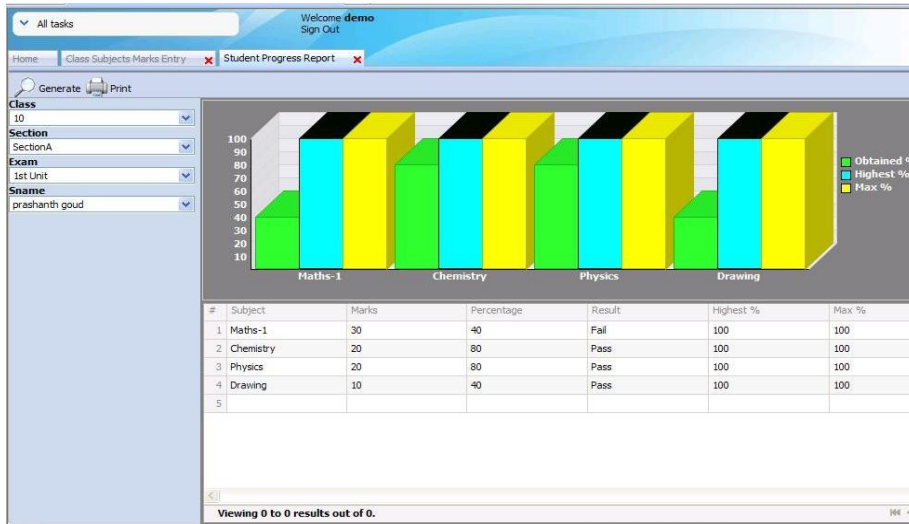 All tasks
Welcome demo
Sign Out
Home
Class Subjects Marks Entry
Student Progress Report
Generate
Print
Class
10
Section
SectionA
Exam
1st Unit
Sname
prashanth goud
100
90
80
70
60
50
40
30
20
10
Maths-1
Chemistry
Physics
Drawing
Obtained %
Highest %
Max %
# Subject Marks Percentage Result Highest % Max %
1 Maths-1 30 40 Fail 100 100
2 Chemistry 20 80 Pass 100 100
3 Physics 20 80 Pass 100 100
4 Drawing 10 40 Pass 100 100
5
Viewing 0 to 0 results out of 0.